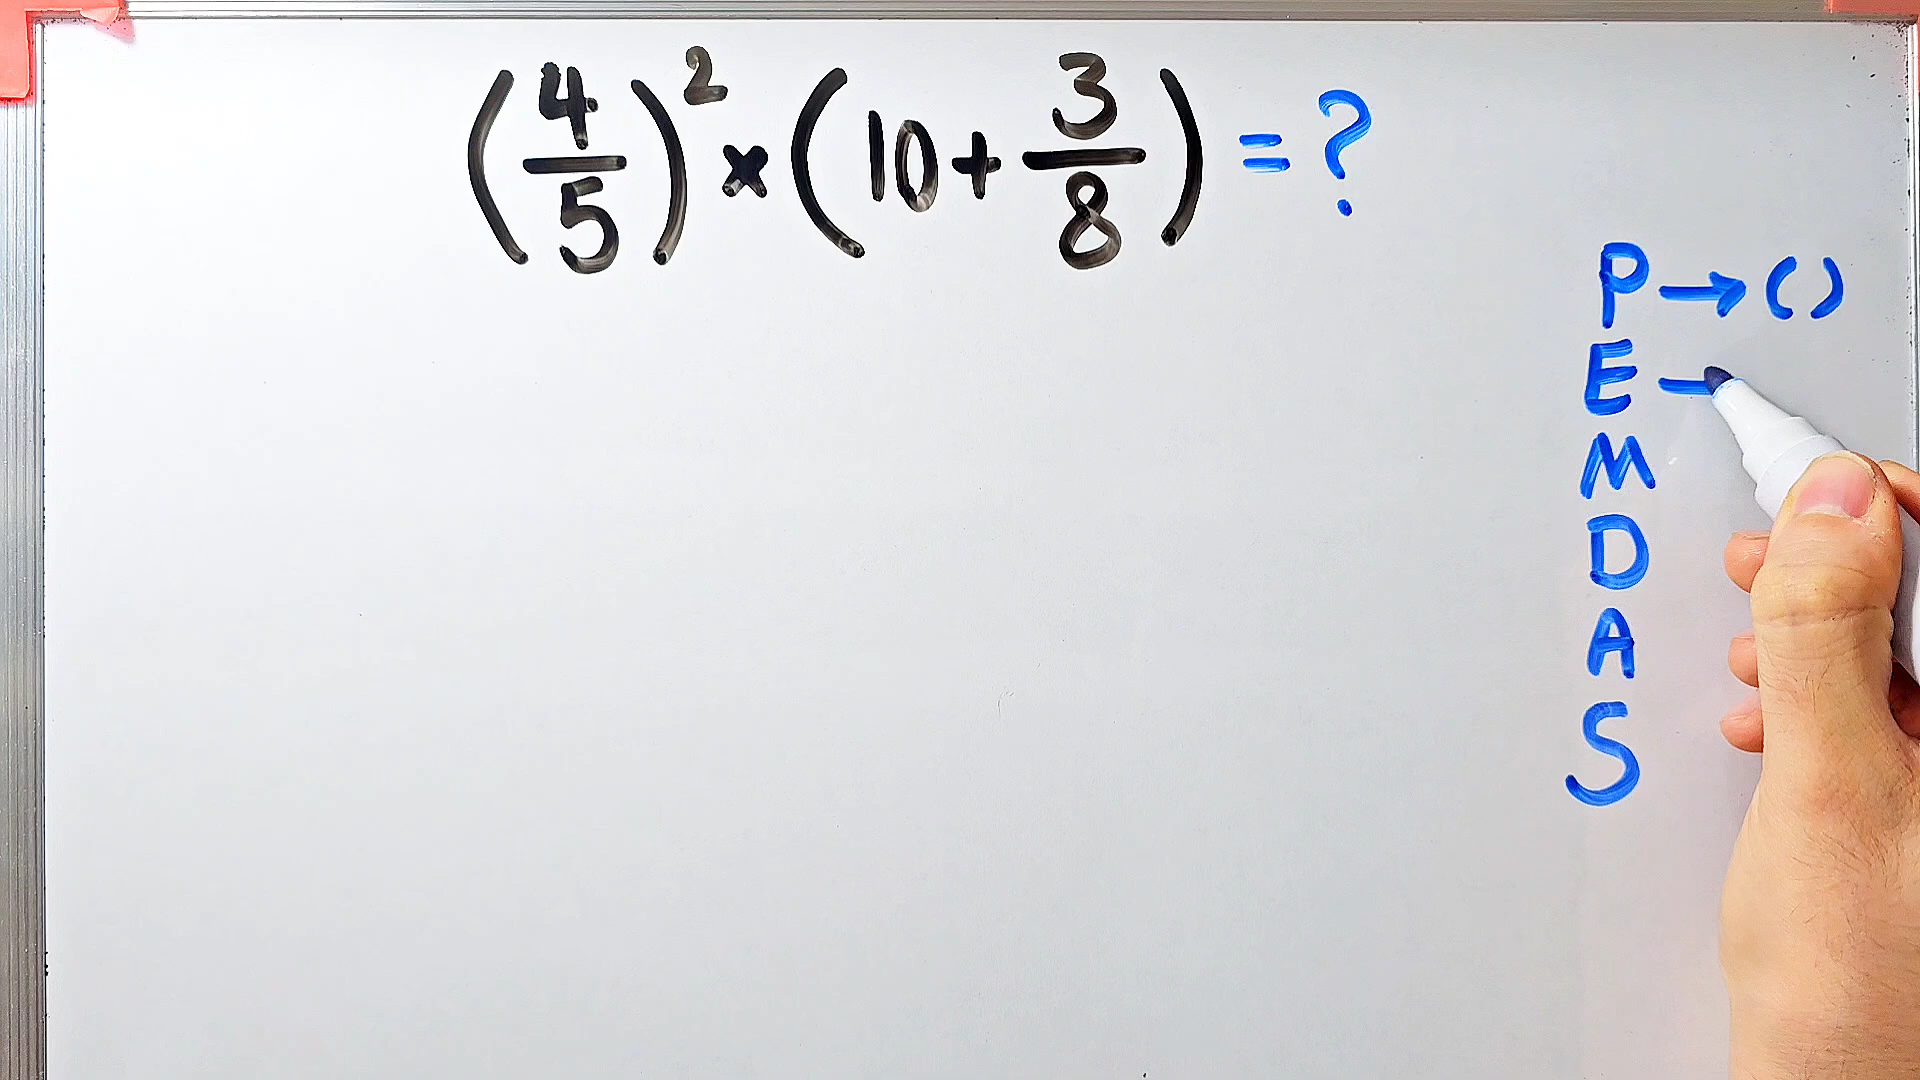 (4/5)² × (10 + 3/8) = ?
P → ( )
E –
M
D
A
S